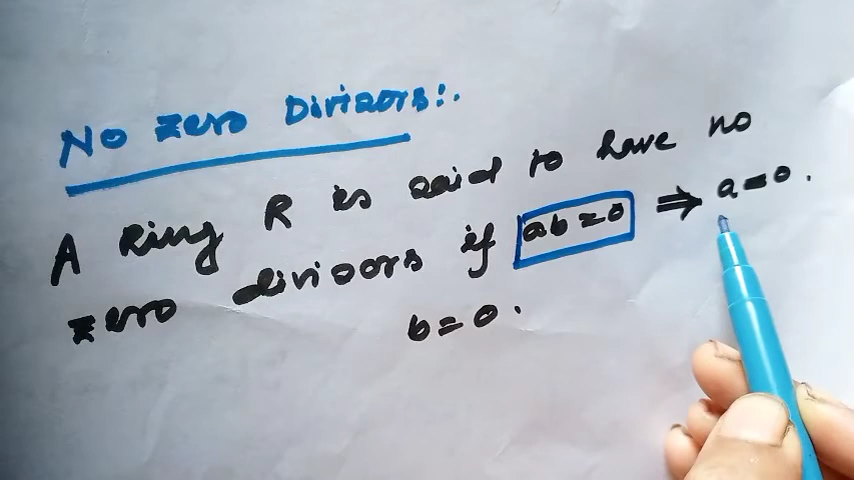 No zero Divisors:.
A Ring R is said to have no
zero divisors if ab=0 ⇒ a=0.
b=0.